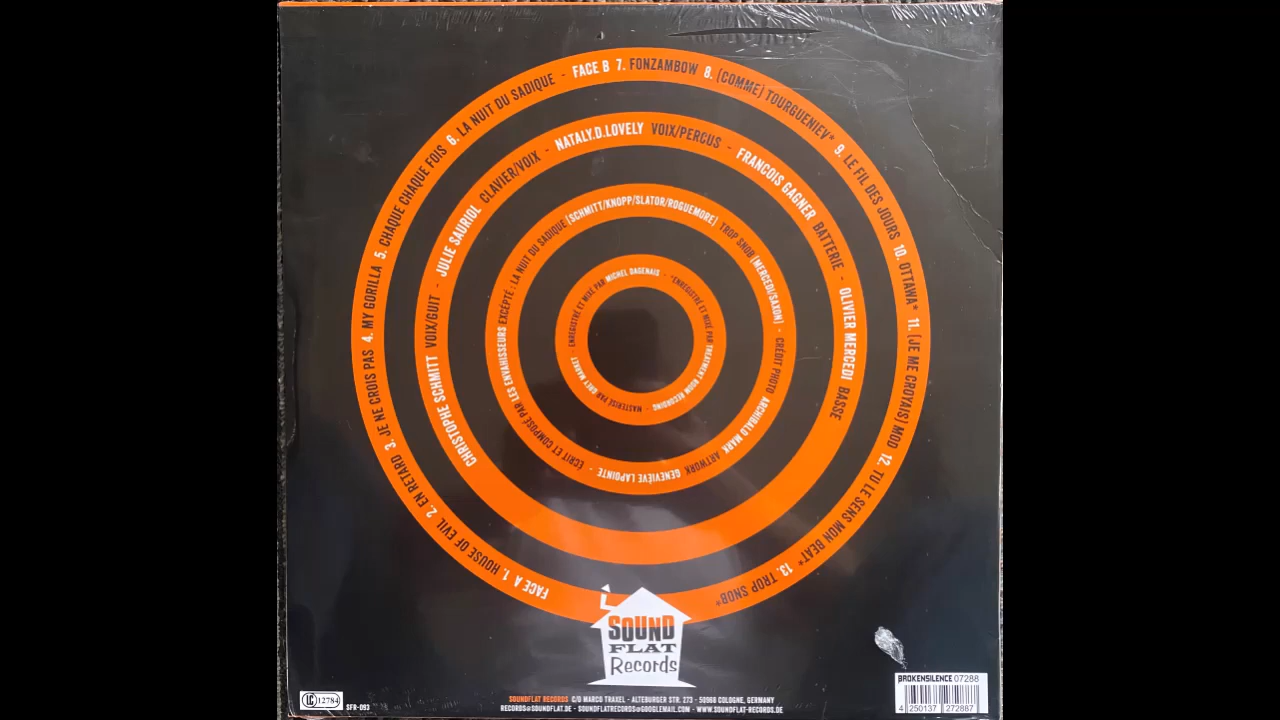 FACE A 1. HOUSE OF EVIL 2. EN RETARD 3. JE NE CROIS PAS 4. MY GORILLA 5. CHAQUE CHAQUE FOIS 6. LA NUIT DU SADIQUE - FACE B 7. FONZAMBOW 8. (COMME) TOURGUENIEV* 9. LE FIL DES JOURS 10. OTTAWA* 11. (JE ME CROYAIS) MOD 12. TU LE SENS MON BEAT* 13. TROP SNOB*
CHRISTOPHE SCHMITT VOIX/GUIT - JULIE SAURIOL CLAVIER/VOIX - NATALY.D.LOVELY VOIX/PERCUS - FRANCOIS GAGNER BATTERIE - OLIVIER MERCEDI BASSE
ÉCRIT ET COMPOSÉ PAR LES ENVAHISSEURS EXCÉPTÉ : LA NUIT DU SADIQUE (SCHMITT/KNOPP/SLATOR/ROGUEMORE) TROP SNOB (MERCEDI/SAXON) - CRÉDIT PHOTO ARCHIBALD MARK ARTWORK GENEVIÈVE LAPOINTE -
ENREGISTRÉ ET MIXÉ PAR MICHEL DAGENAIS - *ENREGISTRÉ ET MIXÉ PAR TREATMENT ROOM RECORDING - MASTERISÉ PAR GREY MARKET
SOUND
FLAT
Records
LC 12784
SFR-093
SOUNDFLAT RECORDS C/O MARCO TRAXEL - ALTEBURGER STR. 273 - 50968 COLOGNE, GERMANY
RECORDS@SOUNDFLAT.DE - SOUNDFLATRECORDS@GOOGLEMAIL.COM - WWW.SOUNDFLAT-RECORDS.DE
BROKENSILENCE 07288
4 250137 272887